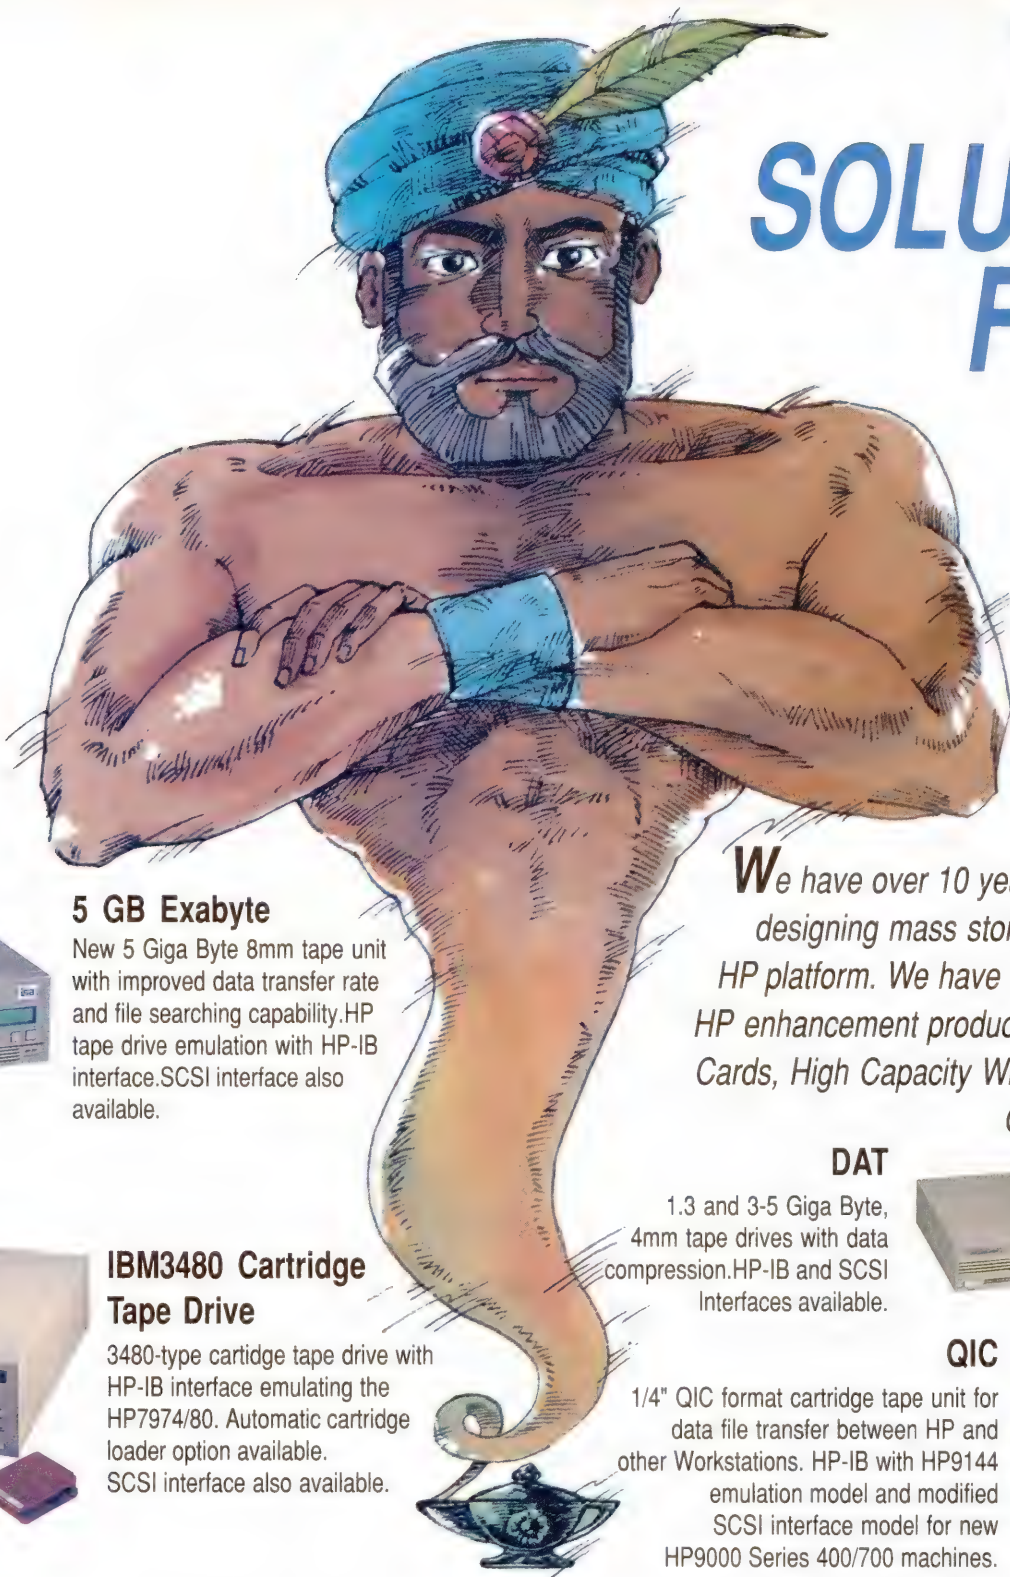 SOLU
F
We have over 10 ye
designing mass stor
HP platform. We have
HP enhancement produc
Cards, High Capacity W
5 GB Exabyte
New 5 Giga Byte 8mm tape unit
with improved data transfer rate
and file searching capability.HP
tape drive emulation with HP-IB
interface.SCSI interface also
available.
DAT
1.3 and 3-5 Giga Byte,
4mm tape drives with data
compression.HP-IB and SCSI
Interfaces available.
IBM3480 Cartridge
Tape Drive
3480-type cartidge tape drive with
HP-IB interface emulating the
HP7974/80. Automatic cartridge
loader option available.
SCSI interface also available.
QIC
1/4" QIC format cartridge tape unit for
data file transfer between HP and
other Workstations. HP-IB with HP9144
emulation model and modified
SCSI interface model for new
HP9000 Series 400/700 machines.